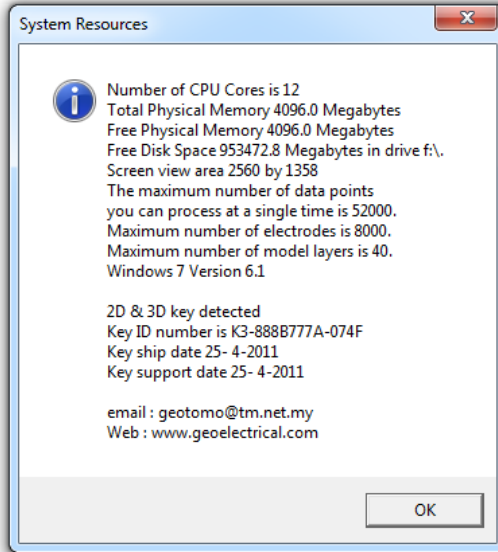 System Resources
Number of CPU Cores is 12
Total Physical Memory 4096.0 Megabytes
Free Physical Memory 4096.0 Megabytes
Free Disk Space 953472.8 Megabytes in drive f:\.
Screen view area 2560 by 1358
The maximum number of data points
you can process at a single time is 52000.
Maximum number of electrodes is 8000.
Maximum number of model layers is 40.
Windows 7 Version 6.1
2D & 3D key detected
Key ID number is K3-888B777A-074F
Key ship date 25- 4-2011
Key support date 25- 4-2011
email : geotomo@tm.net.my
Web : www.geoelectrical.com
OK